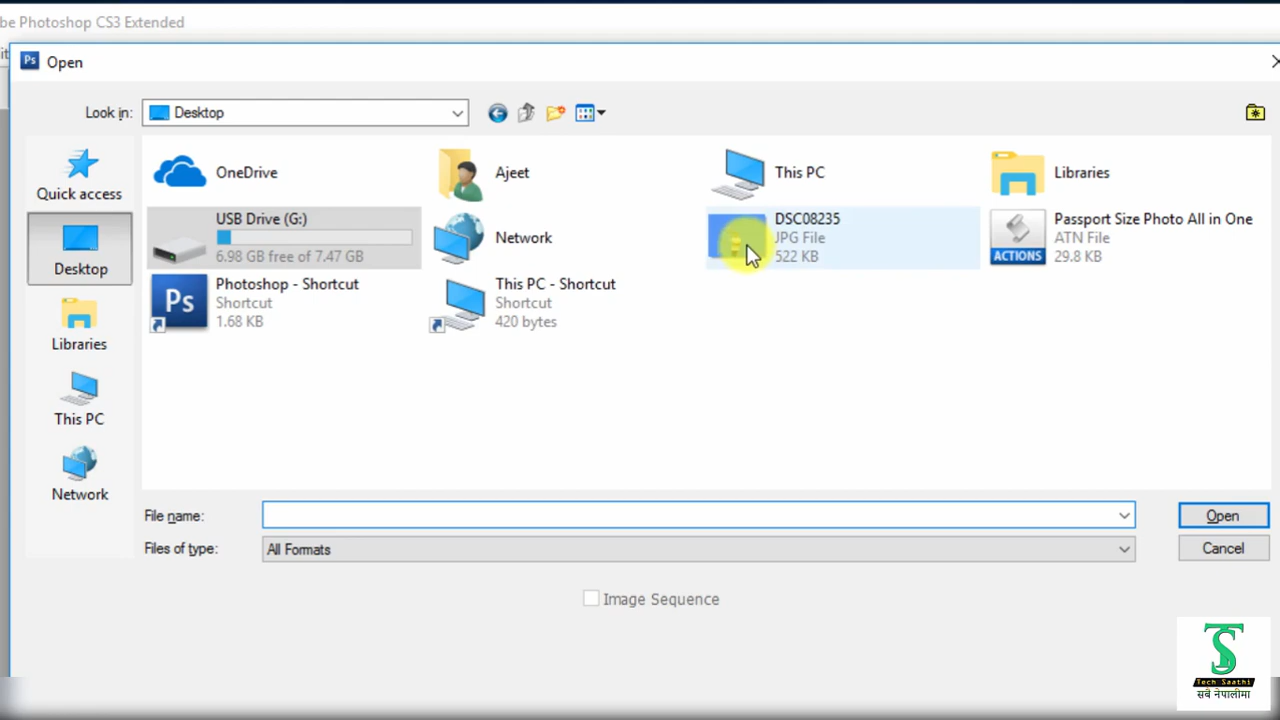 be Photoshop CS3 Extended
it
Ps Open
Look in: Desktop
Quick access
Desktop
Libraries
This PC
Network
OneDrive
Ajeet
This PC
Libraries
USB Drive (G:)
6.98 GB free of 7.47 GB
Network
DSC08235
JPG File
522 KB
ACTIONS
Passport Size Photo All in One
ATN File
29.8 KB
Ps
Photoshop - Shortcut
Shortcut
1.68 KB
This PC - Shortcut
Shortcut
420 bytes
File name:
Open
Files of type: All Formats
Cancel
Image Sequence
TS
Tech Saathi
सबै नेपालीमा